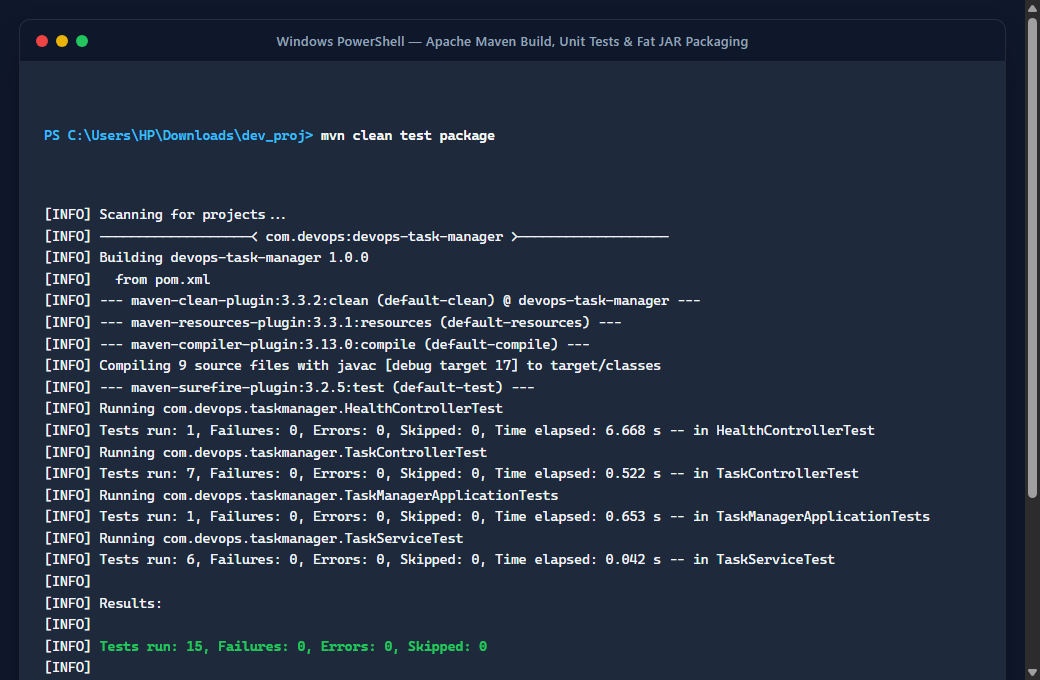 Windows PowerShell — Apache Maven Build, Unit Tests & Fat JAR Packaging
PS C:\Users\HP\Downloads\dev_proj> mvn clean test package
[INFO] Scanning for projects...
[INFO] -------------------< com.devops:devops-task-manager >-------------------
[INFO] Building devops-task-manager 1.0.0
[INFO]   from pom.xml
[INFO] --- maven-clean-plugin:3.3.2:clean (default-clean) @ devops-task-manager ---
[INFO] --- maven-resources-plugin:3.3.1:resources (default-resources) ---
[INFO] --- maven-compiler-plugin:3.13.0:compile (default-compile) ---
[INFO] Compiling 9 source files with javac [debug target 17] to target/classes
[INFO] --- maven-surefire-plugin:3.2.5:test (default-test) ---
[INFO] Running com.devops.taskmanager.HealthControllerTest
[INFO] Tests run: 1, Failures: 0, Errors: 0, Skipped: 0, Time elapsed: 6.668 s -- in HealthControllerTest
[INFO] Running com.devops.taskmanager.TaskControllerTest
[INFO] Tests run: 7, Failures: 0, Errors: 0, Skipped: 0, Time elapsed: 0.522 s -- in TaskControllerTest
[INFO] Running com.devops.taskmanager.TaskManagerApplicationTests
[INFO] Tests run: 1, Failures: 0, Errors: 0, Skipped: 0, Time elapsed: 0.653 s -- in TaskManagerApplicationTests
[INFO] Running com.devops.taskmanager.TaskServiceTest
[INFO] Tests run: 6, Failures: 0, Errors: 0, Skipped: 0, Time elapsed: 0.042 s -- in TaskServiceTest
[INFO]
[INFO] Results:
[INFO]
[INFO] Tests run: 15, Failures: 0, Errors: 0, Skipped: 0
[INFO]